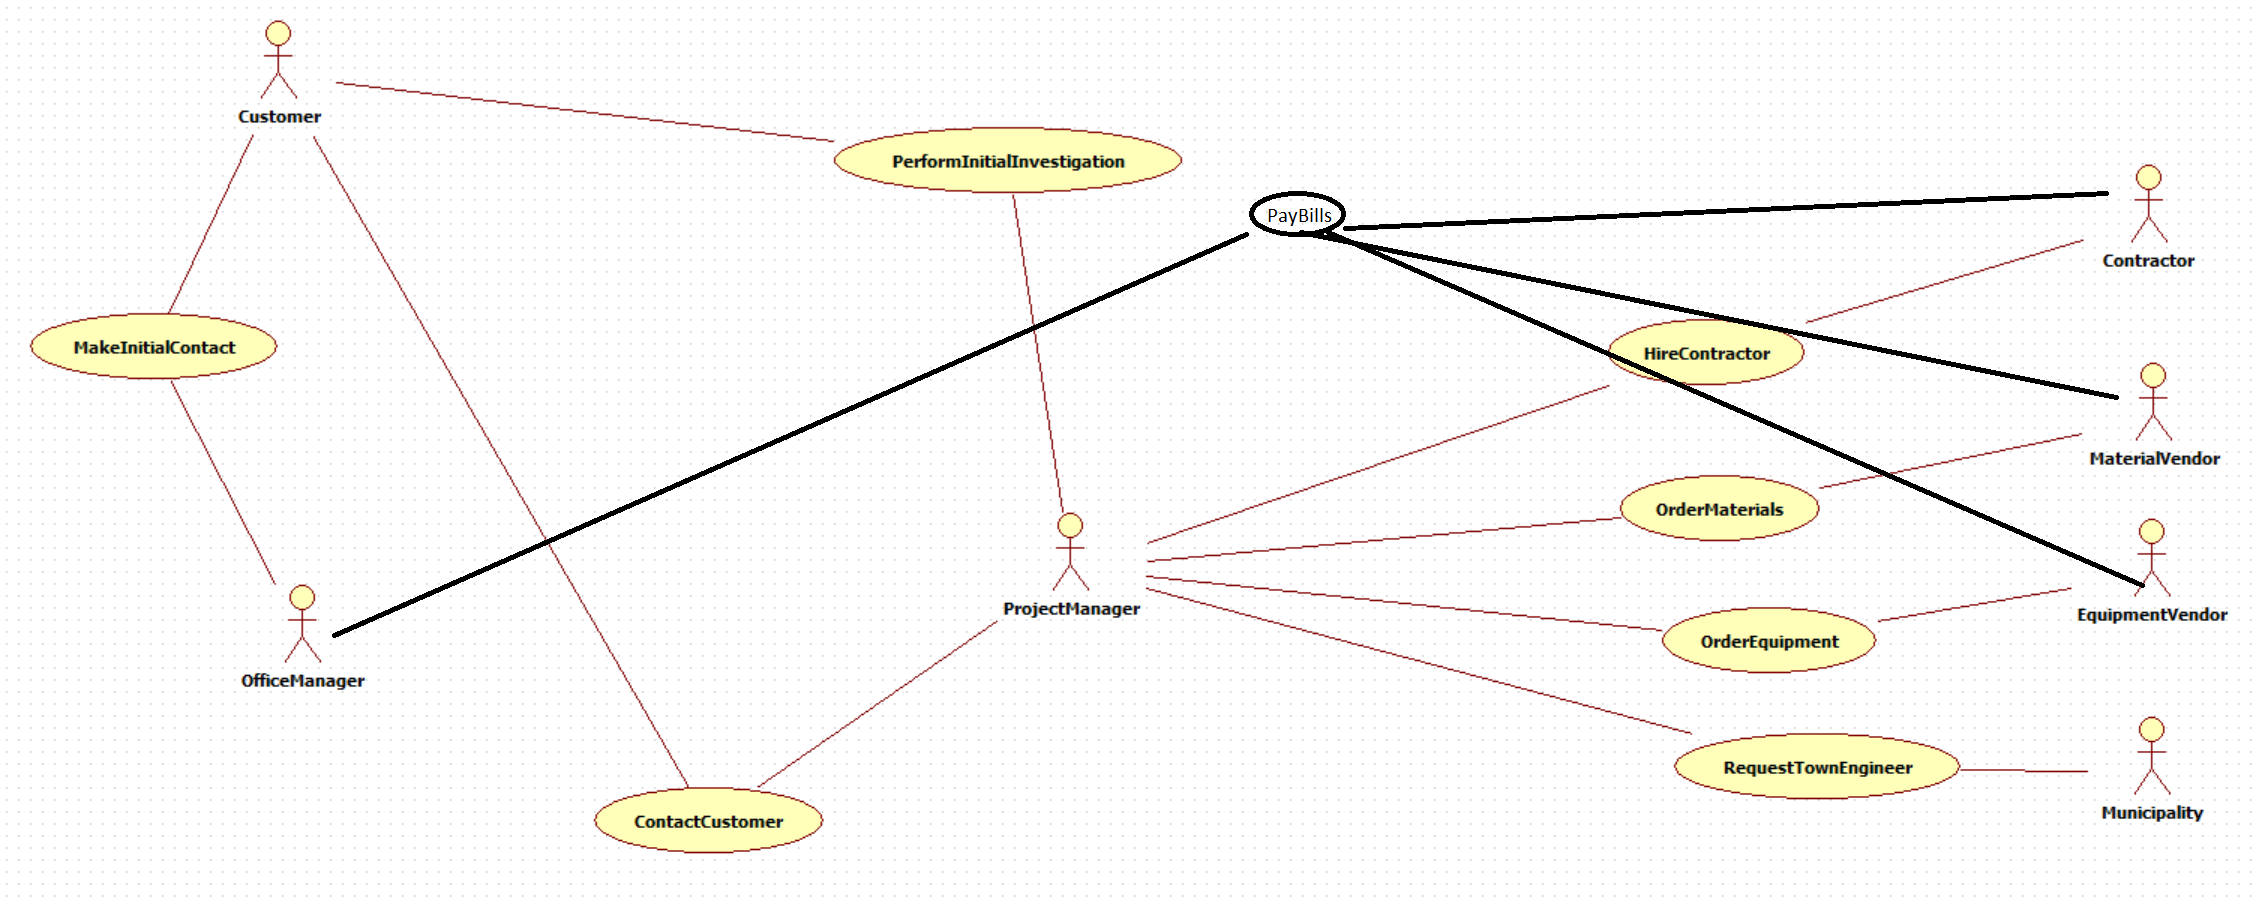 Customer
PerformInitialInvestigation
PayBills
Contractor
MakeInitialContact
HireContractor
MaterialVendor
OrderMaterials
ProjectManager
EquipmentVendor
OrderEquipment
OfficeManager
RequestTownEngineer
Municipality
ContactCustomer